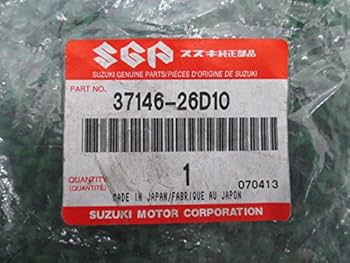 SGP スズキ純正部品
SUZUKI GENUINE PARTS/PIÈCES D'ORIGINE DE SUZUKI
PART NO.
37146-26D10
QUANTITY
(QUANTITÉ)
1
070413
MADE IN JAPAN/FABRIQUE AU JAPON
SUZUKI MOTOR CORPORATION